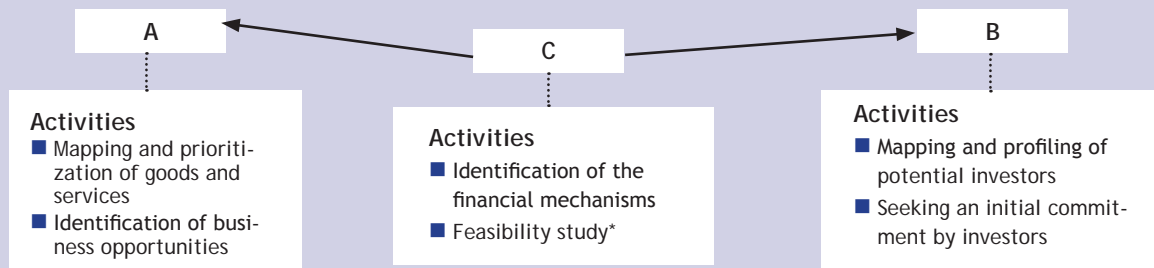 A
C
B
Activities
Mapping and prioriti-
zation of goods and
services
Identification of busi-
ness opportunities
Activities
Identification of the
financial mechanisms
Feasibility study*
Activities
Mapping and profiling of
potential investors
Seeking an initial commit-
ment by investors